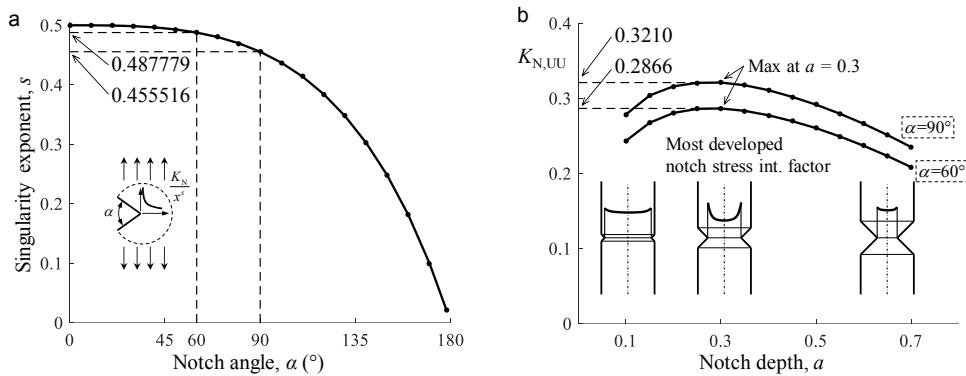 a
Singularity exponent, s
0.5
0.4
0.3
0.2
0.1
0
0.487779
0.455516
α
K_N
x^s
0
45
60
90
135
180
Notch angle, α (°)
b
K_N,UU
0.4
0.3
0.2
0.1
0
0.3210
0.2866
Max at a = 0.3
Most developed
notch stress int. factor
α=90°
α=60°
0.1
0.3
0.5
0.7
Notch depth, a